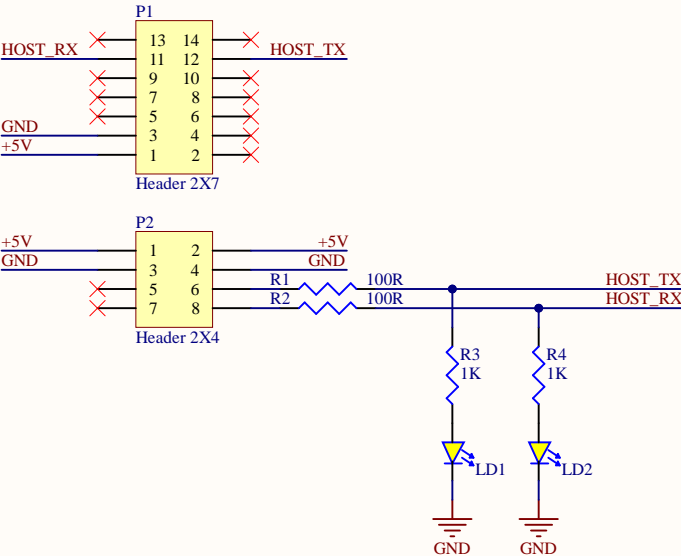 P1
13 14
HOST_RX 11 12 HOST_TX
9 10
7 8
5 6
GND 3 4
+5V 1 2
Header 2X7
P2
+5V 1 2 +5V
GND 3 4 GND
5 6 R1 100R HOST_TX
7 8 R2 100R HOST_RX
Header 2X4
R3 R4
1K 1K
LD1 LD2
GND GND